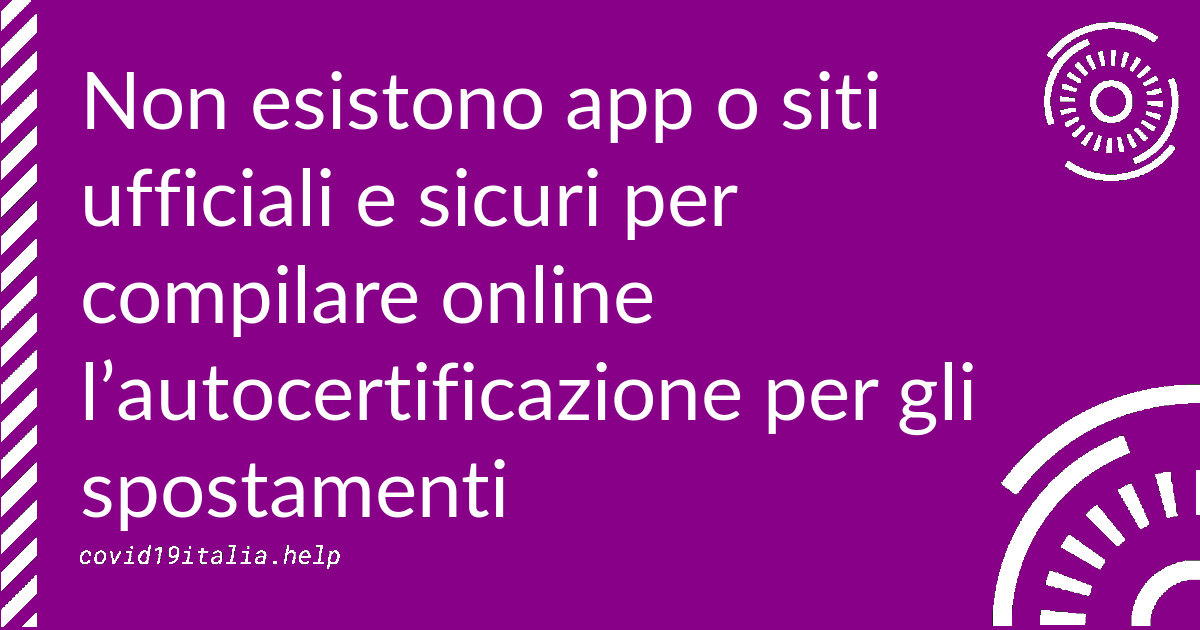 Non esistono app o siti
ufficiali e sicuri per
compilare online
l’autocertificazione per gli
spostamenti
covid19italia.help